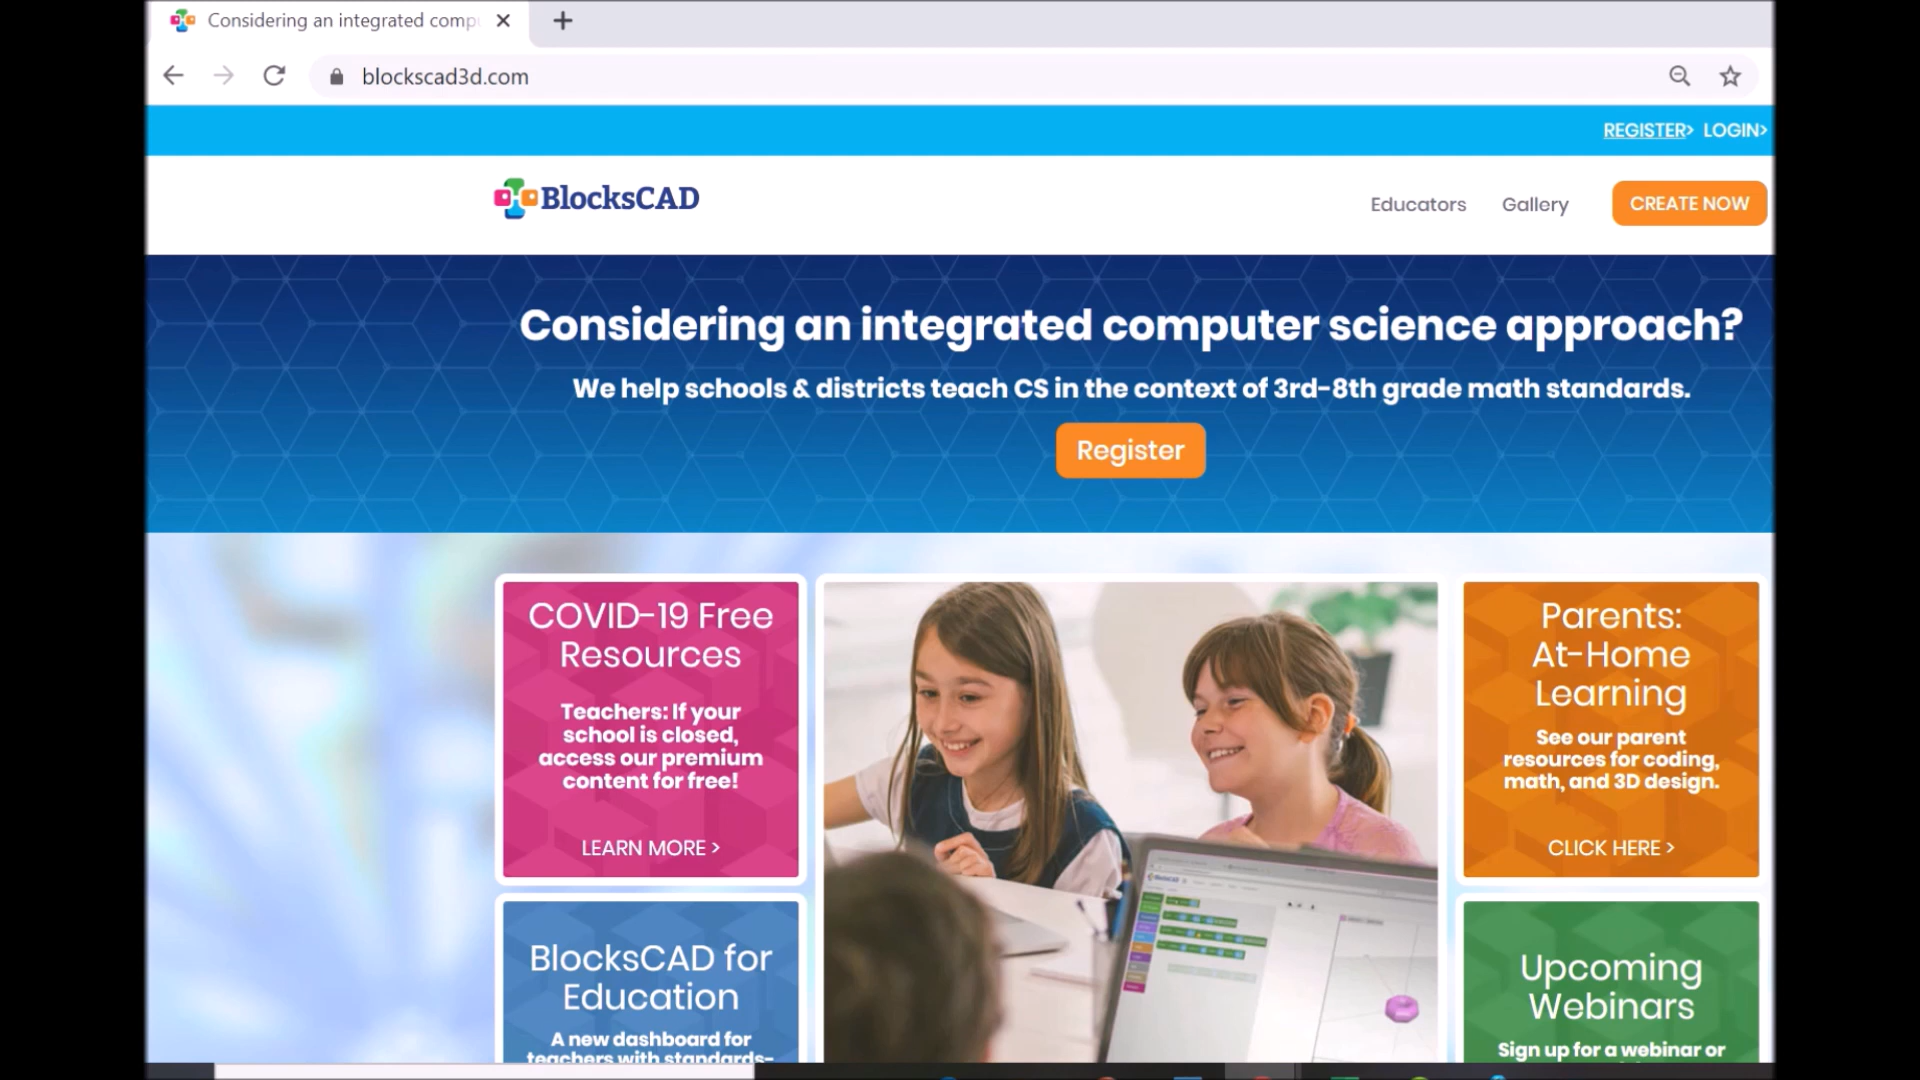 Considering an integrated comp
blockscad3d.com
REGISTER> LOGIN>
BlocksCAD
Educators
Gallery
CREATE NOW
Considering an integrated computer science approach?
We help schools & districts teach CS in the context of 3rd-8th grade math standards.
Register
COVID-19 Free
Resources
Teachers: If your
school is closed,
access our premium
content for free!
LEARN MORE >
Parents:
At-Home
Learning
See our parent
resources for coding,
math, and 3D design.
CLICK HERE >
BlocksCAD for
Education
A new dashboard for
teachers with standards-
Upcoming
Webinars
Sign up for a webinar or